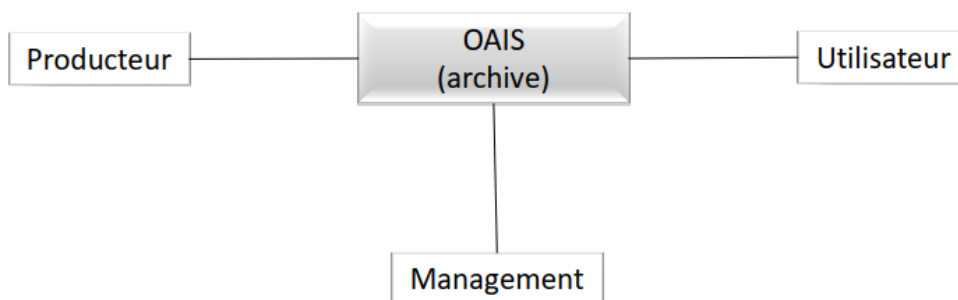 Producteur
OAIS
(archive)
Utilisateur
Management